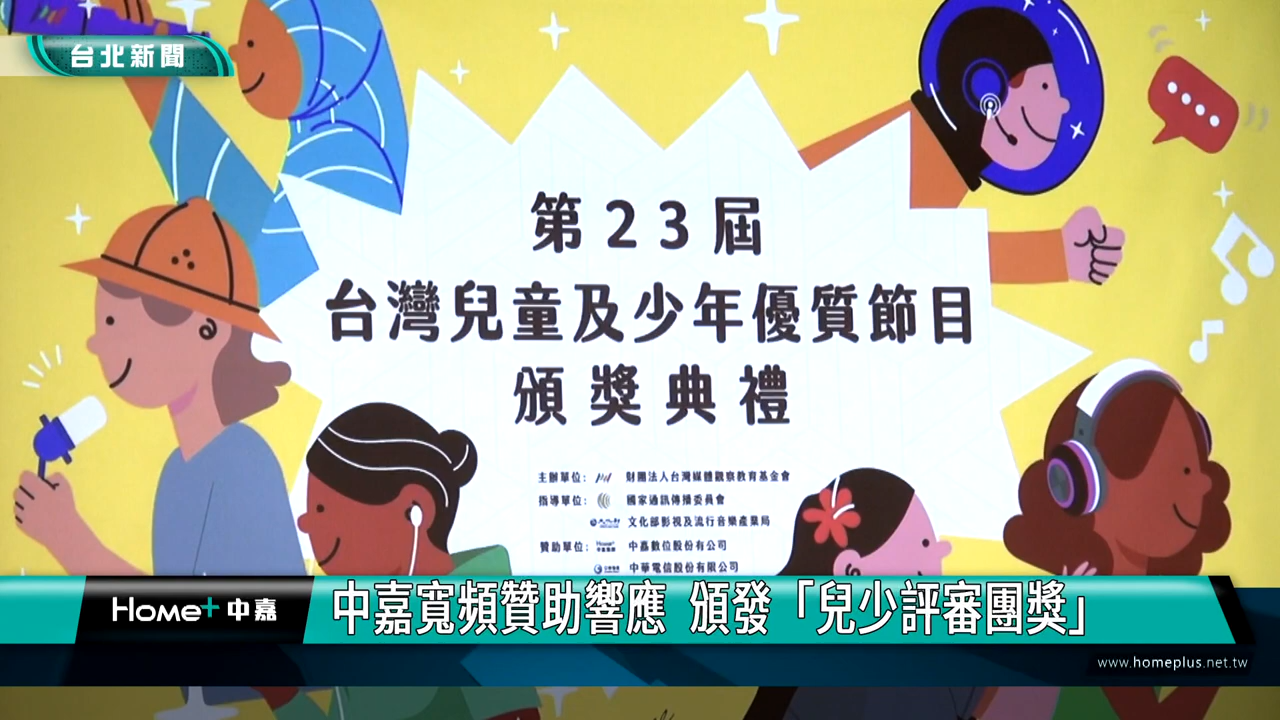 台北新聞
第23屆
台灣兒童及少年優質節目
頒獎典禮
主辦單位： 財團法人台灣媒體觀察教育基金會
指導單位： 國家通訊傳播委員會
文化部影視及流行音樂產業局
贊助單位： 中嘉數位股份有公司
中華電信股份有限公司
Home+中嘉 中嘉寬頻贊助響應 頒發「兒少評審團獎」
www.homeplus.net.tw